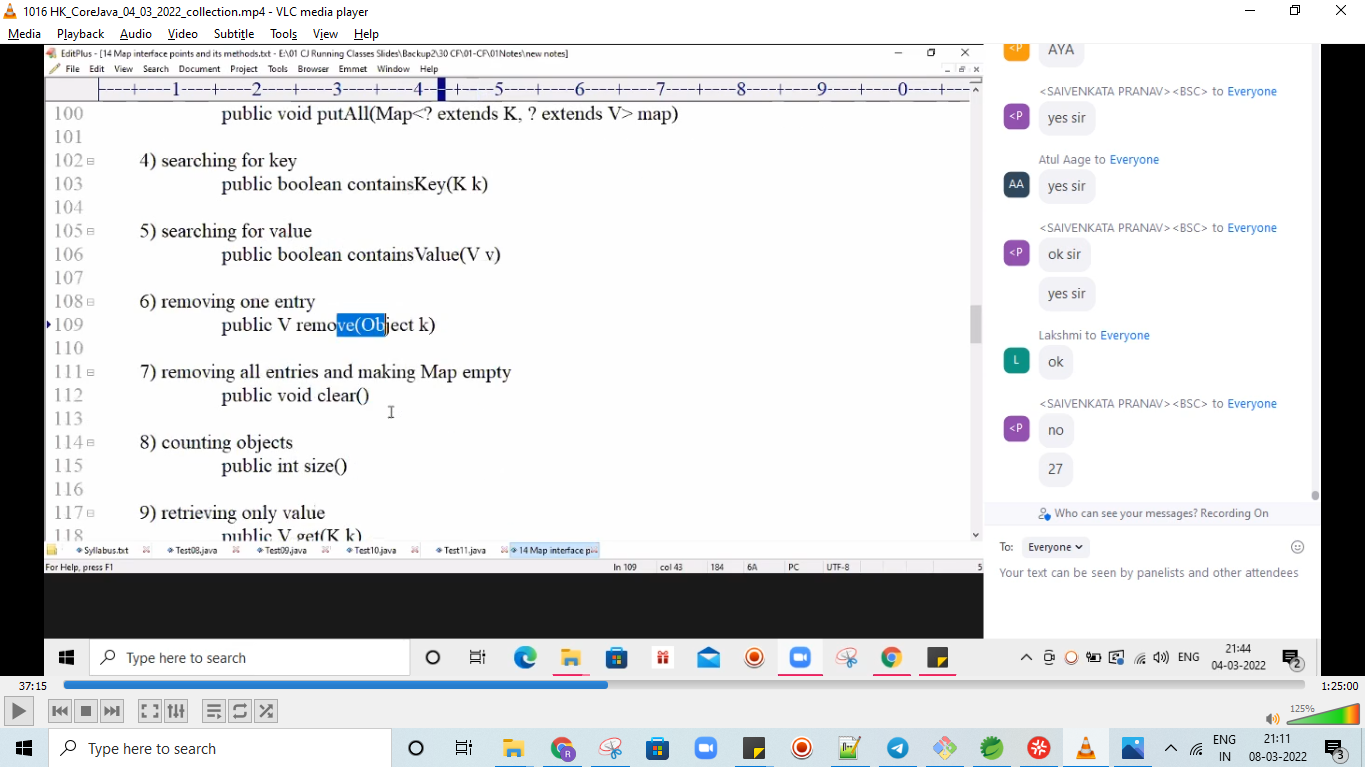 1016 HK_CoreJava_04_03_2022_collection.mp4 - VLC media player
Media Playback Audio Video Subtitle Tools View Help
EditPlus - [14 Map interface points and its methods.txt - E:\01 CJ Running Classes Slides\Backup2\30 CF\01-CF\01Notes\new notes]
File Edit View Search Document Project Tools Browser Emmet Window Help
----+----1----+----2----+----3----+----4----+----5----+----6----+----7----+----8----+----9----+----0----+--
100 public void putAll(Map<? extends K, ? extends V> map)
101
102 4) searching for key
103 public boolean containsKey(K k)
104
105 5) searching for value
106 public boolean containsValue(V v)
107
108 6) removing one entry
109 public V remove(Object k)
110
111 7) removing all entries and making Map empty
112 public void clear()
113
114 8) counting objects
115 public int size()
116
117 9) retrieving only value
118 public V get(K k)
Syllabus.txt Test08.java Test09.java Test10.java Test11.java 14 Map interface p
For Help, press F1 ln 109 col 43 184 6A PC UTF-8 5
<P AYA
<SAIVENKATA PRANAV><BSC> to Everyone
<P yes sir
Atul Aage to Everyone
AA yes sir
<SAIVENKATA PRANAV><BSC> to Everyone
<P ok sir
yes sir
Lakshmi to Everyone
L ok
<SAIVENKATA PRANAV><BSC> to Everyone
<P no
27
Who can see your messages? Recording On
To: Everyone
Your text can be seen by panelists and other attendees
Type here to search
ENG 21:44
04-03-2022 2
37:15 1:25:00
125%
Type here to search
ENG 21:11
IN 08-03-2022 3